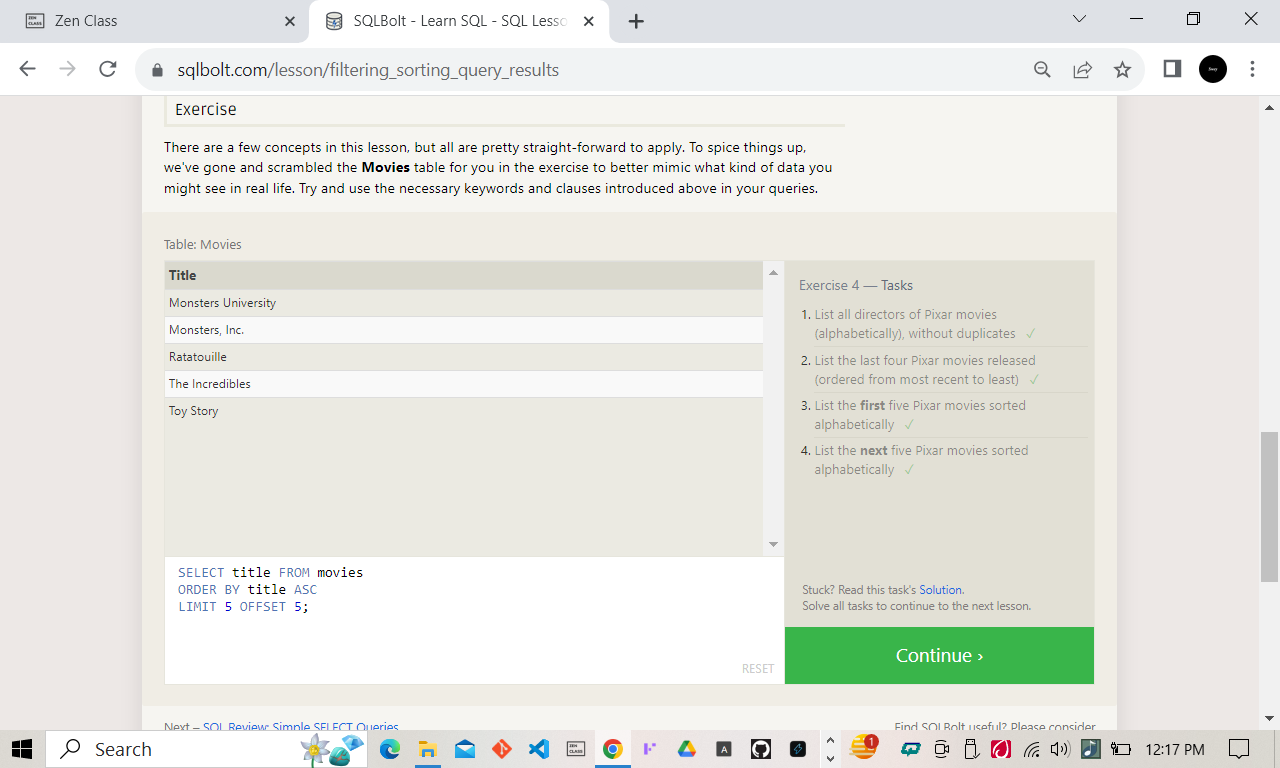 Zen Class
SQLBolt - Learn SQL - SQL Lesso
sqlbolt.com/lesson/filtering_sorting_query_results
Exercise
There are a few concepts in this lesson, but all are pretty straight-forward to apply. To spice things up,
we've gone and scrambled the Movies table for you in the exercise to better mimic what kind of data you
might see in real life. Try and use the necessary keywords and clauses introduced above in your queries.
Table: Movies
Title
Monsters University
Monsters, Inc.
Ratatouille
The Incredibles
Toy Story
SELECT title FROM movies
ORDER BY title ASC
LIMIT 5 OFFSET 5;
RESET
Exercise 4 — Tasks
1. List all directors of Pixar movies
(alphabetically), without duplicates ✓
2. List the last four Pixar movies released
(ordered from most recent to least) ✓
3. List the first five Pixar movies sorted
alphabetically ✓
4. List the next five Pixar movies sorted
alphabetically ✓
Stuck? Read this task's Solution.
Solve all tasks to continue to the next lesson.
Continue ›
Next – SQL Review: Simple SELECT Queries
Find SQLBolt useful? Please consider
Search
ZEN
CLASS
A
1
12:17 PM